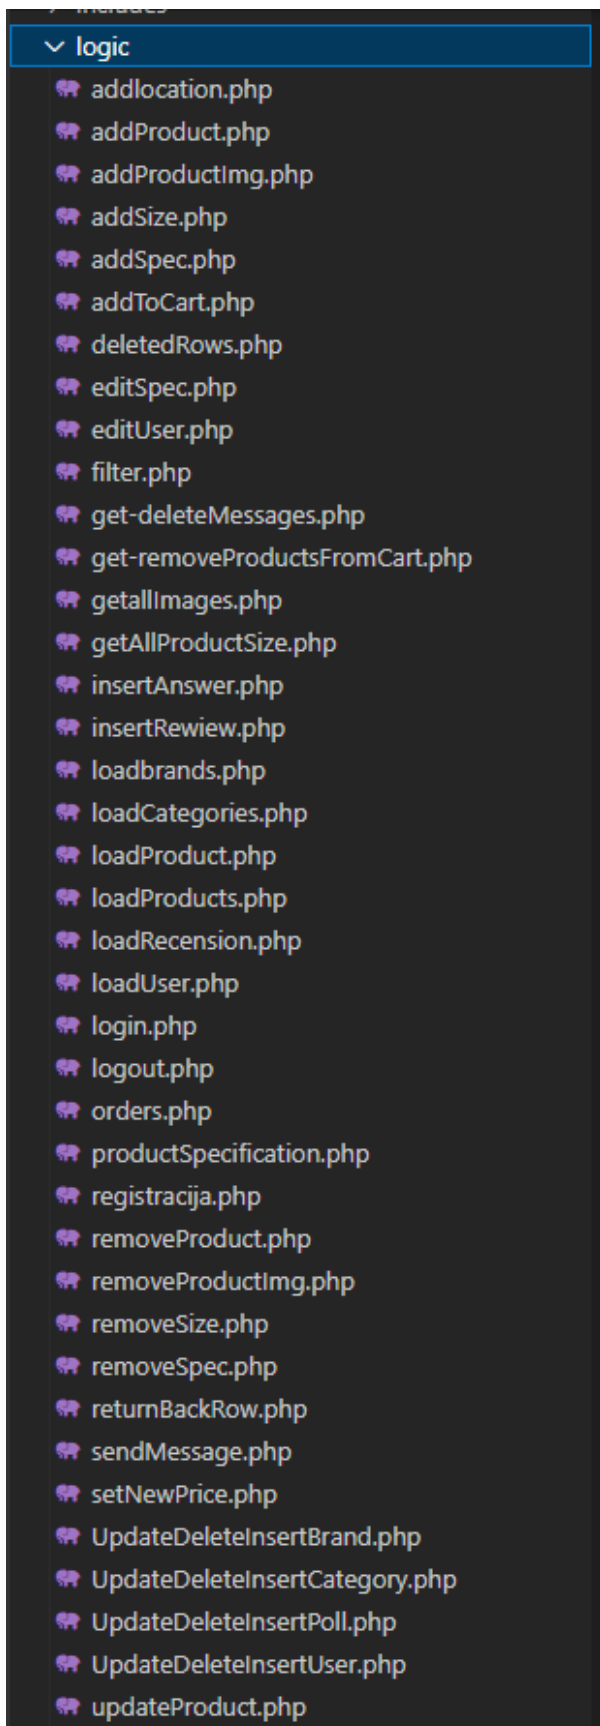 includes
logic
addlocation.php
addProduct.php
addProductImg.php
addSize.php
addSpec.php
addToCart.php
deletedRows.php
editSpec.php
editUser.php
filter.php
get-deleteMessages.php
get-removeProductsFromCart.php
getallImages.php
getAllProductSize.php
insertAnswer.php
insertRewiew.php
loadbrands.php
loadCategories.php
loadProduct.php
loadProducts.php
loadRecension.php
loadUser.php
login.php
logout.php
orders.php
productSpecification.php
registracija.php
removeProduct.php
removeProductImg.php
removeSize.php
removeSpec.php
returnBackRow.php
sendMessage.php
setNewPrice.php
UpdateDeleteInsertBrand.php
UpdateDeleteInsertCategory.php
UpdateDeleteInsertPoll.php
UpdateDeleteInsertUser.php
updateProduct.php